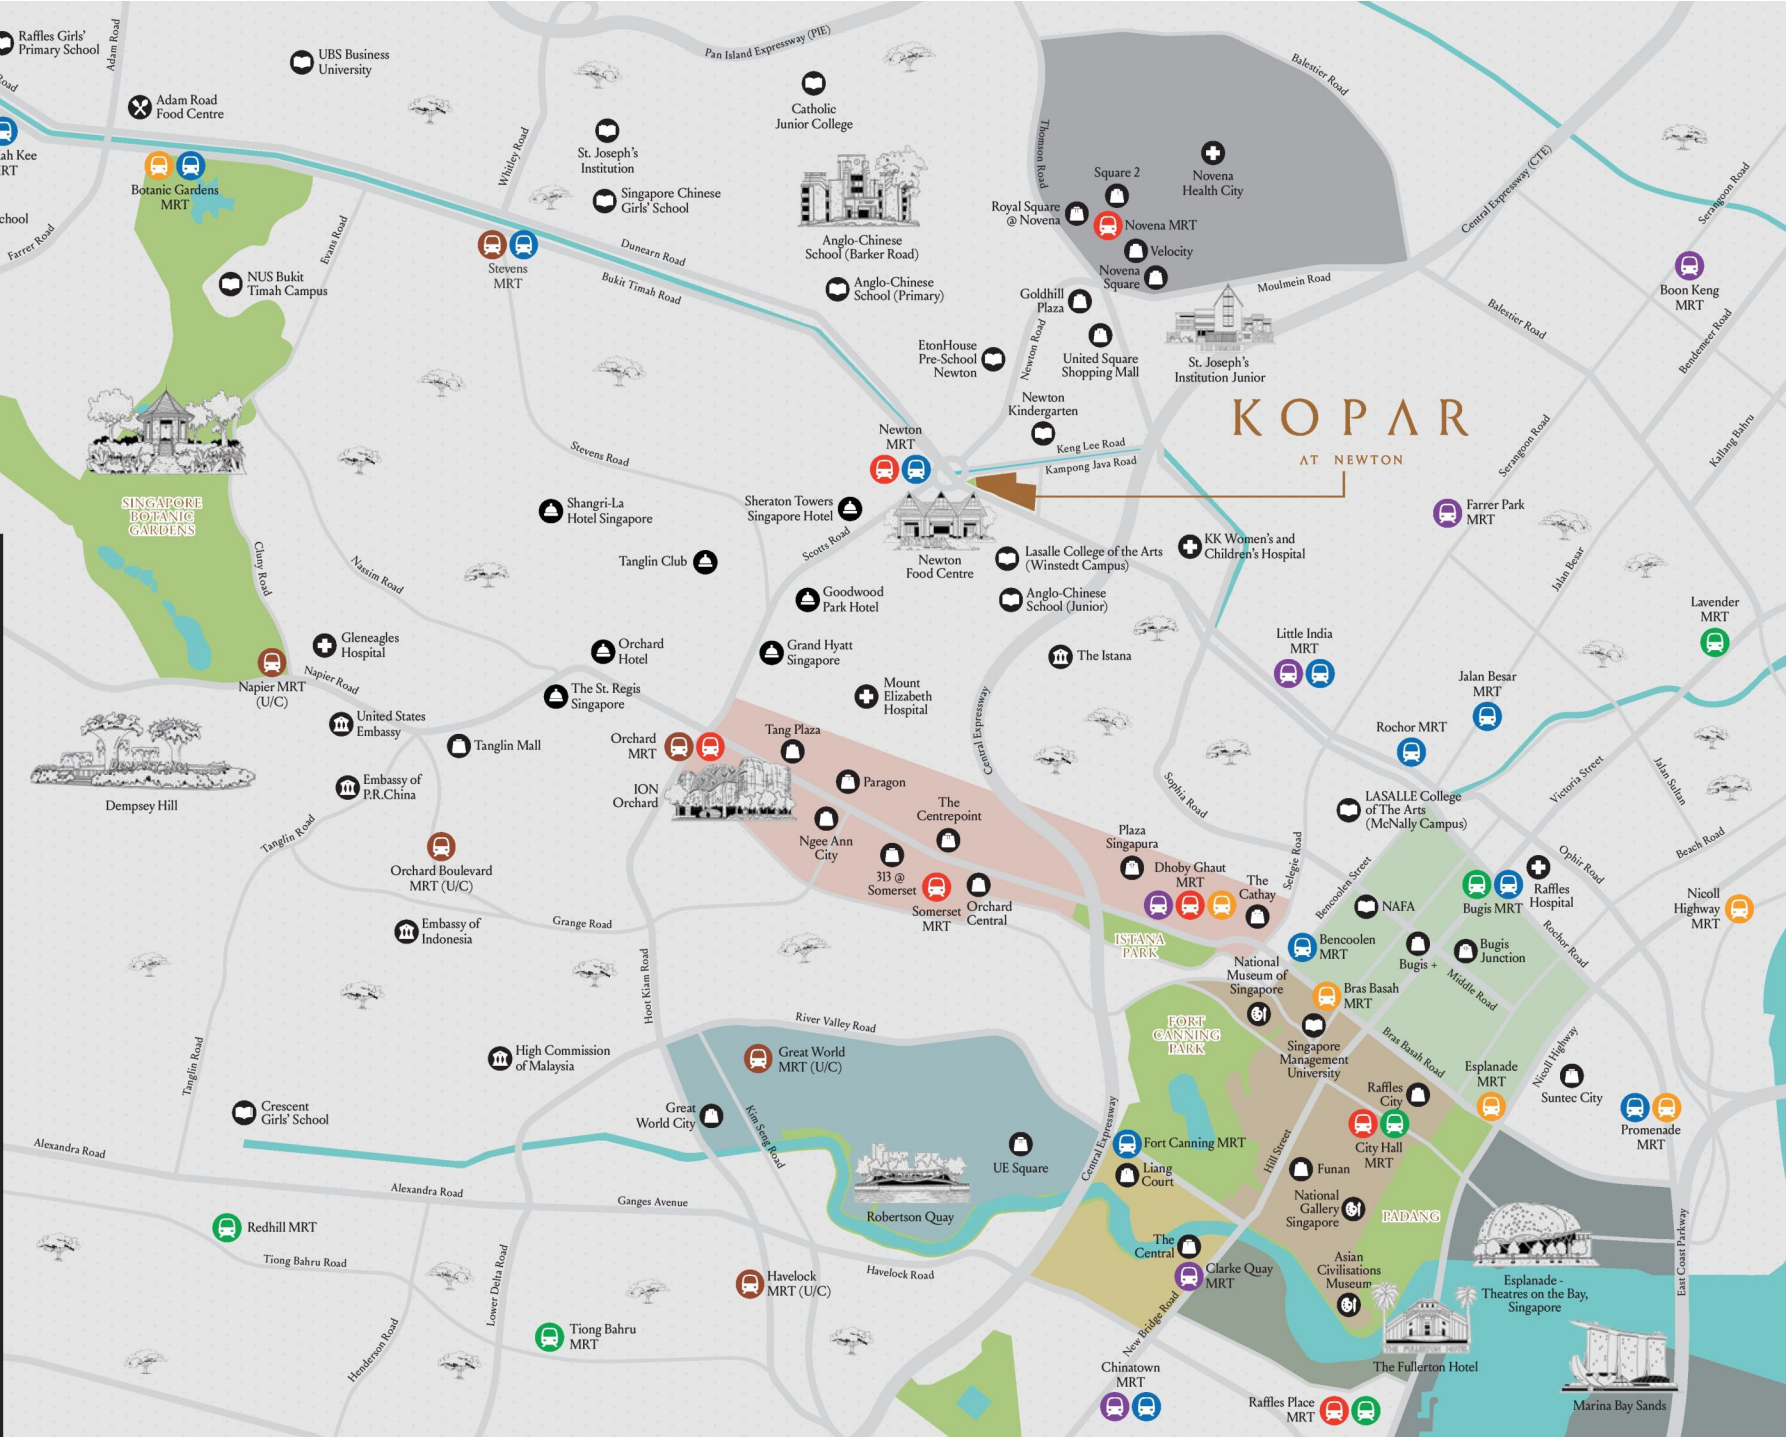 Raffles Girls'
Primary School
Adam Road
UBS Business
University
Pan Island Expressway (PIE)
Balestier Road
Road
Adam Road
Food Centre
Catholic
Junior College
Whitley Road
St. Joseph's
Institution
Thomson Road
Central Expressway (CTE)
Serangoon Road
ah Kee
RT
Botanic Gardens
MRT
Square 2
Novena
Health City
Singapore Chinese
Girls' School
Royal Square
@ Novena
Novena MRT
chool
Farrer Road
Evans Road
Anglo-Chinese
School (Barker Road)
Velocity
Stevens
MRT
Dunearn Road
Novena
Square
Moulmein Road
NUS Bukit
Timah Campus
Bukit Timah Road
Anglo-Chinese
School (Primary)
Goldhill
Plaza
Boon Keng
MRT
Balestier Road
Bendemeer Road
Newton Road
EtonHouse
Pre-School
Newton
United Square
Shopping Mall
St. Joseph's
Institution Junior
Newton
Kindergarten
KOPAR
AT NEWTON
Newton
MRT
Keng Lee Road
Kampong Java Road
Serangoon Road
Kallang Bahru
Stevens Road
SINGAPORE
BOTANIC
GARDENS
Shangri-La
Hotel Singapore
Sheraton Towers
Singapore Hotel
Farrer Park
MRT
Cluny Road
Nassim Road
Tanglin Club
Scotts Road
Newton
Food Centre
Lasalle College of the Arts
(Winstedt Campus)
KK Women's and
Children's Hospital
Jalan Besar
Goodwood
Park Hotel
Anglo-Chinese
School (Junior)
Lavender
MRT
Gleneagles
Hospital
Orchard
Hotel
Grand Hyatt
Singapore
The Istana
Little India
MRT
Napier MRT
(U/C)
Napier Road
The St. Regis
Singapore
Mount
Elizabeth
Hospital
Central Expressway
Jalan Besar
MRT
United States
Embassy
Tanglin Mall
Orchard
MRT
Tang Plaza
Rochor MRT
Dempsey Hill
Embassy of
P.R.China
ION
Orchard
Paragon
Sophia Road
Victoria Street
Jalan Sultan
The
Centrepoint
LASALLE College
of The Arts
(McNally Campus)
Tanglin Road
Ngee Ann
City
Plaza
Singapura
Selegie Road
Beach Road
Orchard Boulevard
MRT (U/C)
313 @
Somerset
Dhoby Ghaut
MRT
The
Cathay
Bencoolen Street
Ophir Road
Somerset
MRT
Orchard
Central
NAFA
Bugis MRT
Raffles
Hospital
Nicoll
Highway
MRT
Embassy of
Indonesia
Grange Road
ISTANA
PARK
Bencoolen
MRT
Bugis +
Bugis
Junction
Rochor Road
Hoot Kiam Road
National
Museum of
Singapore
Bras Basah
MRT
Middle Road
River Valley Road
FORT
CANNING
PARK
Singapore
Management
University
Bras Basah Road
Nicoll Highway
Tanglin Road
High Commission
of Malaysia
Great World
MRT (U/C)
Esplanade
MRT
Suntec City
Raffles
City
Crescent
Girls' School
Great
World City
Kim Seng Road
Central Expressway
Promenade
MRT
Alexandra Road
UE Square
Fort Canning MRT
Hill Street
City Hall
MRT
Liang
Court
Funan
Alexandra Road
Ganges Avenue
Robertson Quay
National
Gallery
Singapore
PADANG
Redhill MRT
The
Central
East Coast Parkway
Tiong Bahru Road
Lower Delta Road
Havelock
MRT (U/C)
Havelock Road
Clarke Quay
MRT
Asian
Civilisations
Museum
Esplanade -
Theatres on the Bay,
Singapore
Henderson Road
Tiong Bahru
MRT
New Bridge Road
THE FULLERTON HOTEL
The Fullerton Hotel
Chinatown
MRT
Raffles Place
MRT
Marina Bay Sands